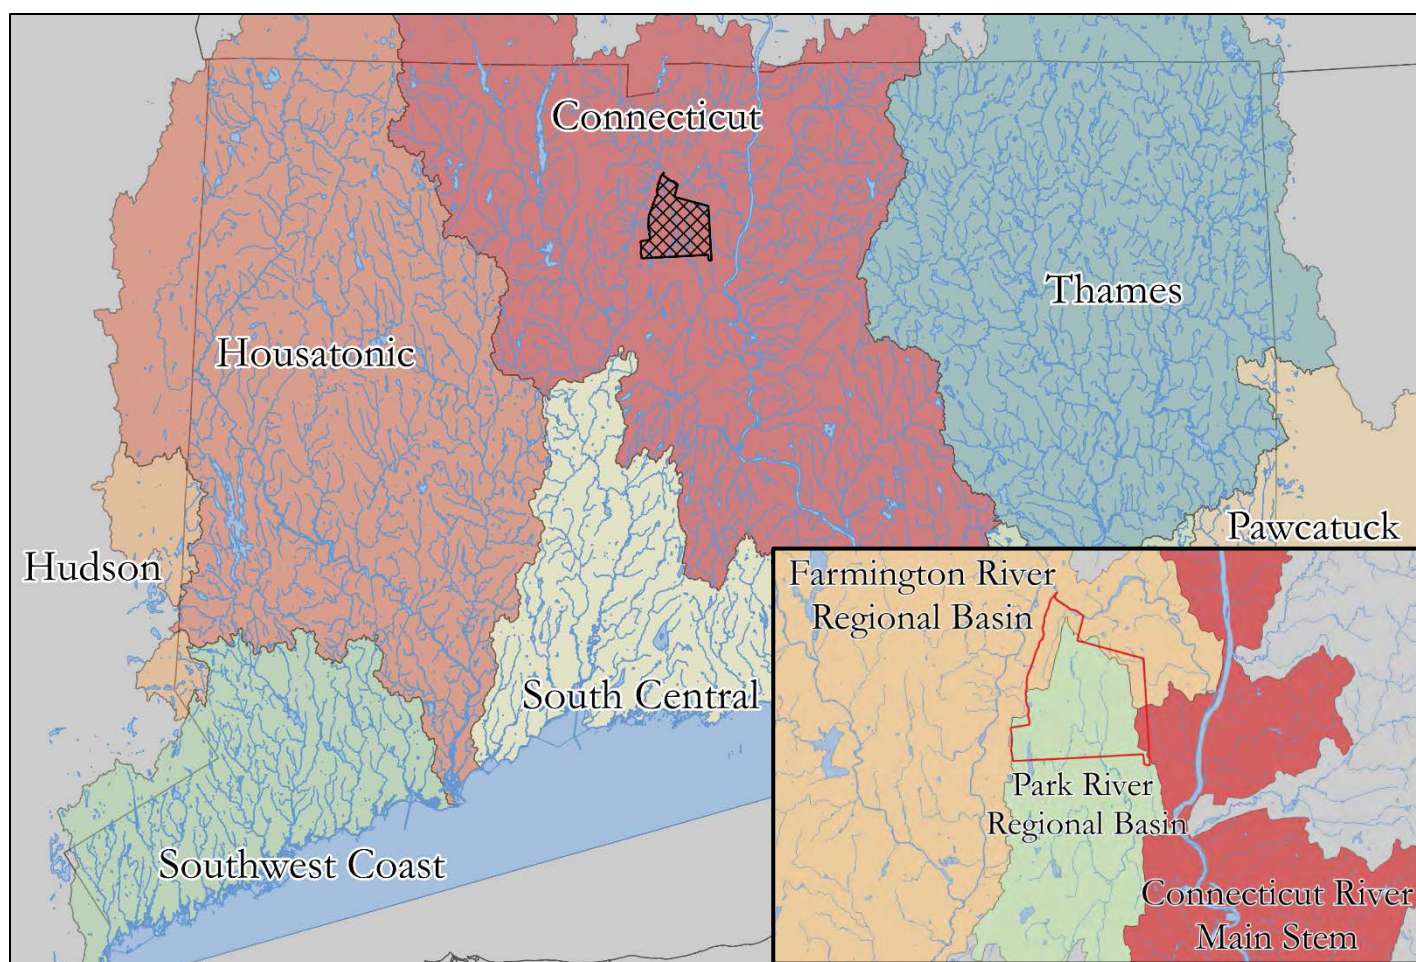 Connecticut
Thames
Housatonic
Pawcatuck
Hudson
South Central
Southwest Coast
Farmington River
Regional Basin
Park River
Regional Basin
Connecticut River
Main Stem